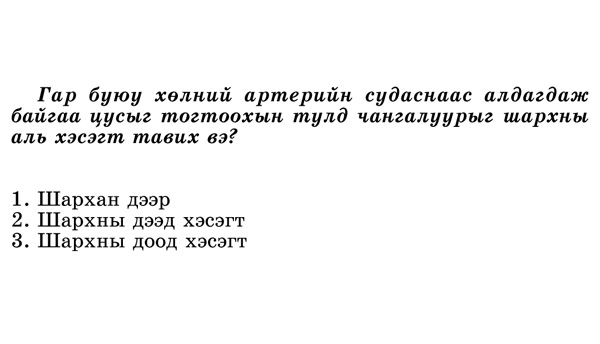 Гар буюу хөлний артерийн судаснаас алдагдаж
байгаа цусыг тогтоохын тулд чангалуурыг шархны
аль хэсэгт тавих вэ?
1. Шархан дээр
2. Шархны дээд хэсэгт
3. Шархны доод хэсэгт